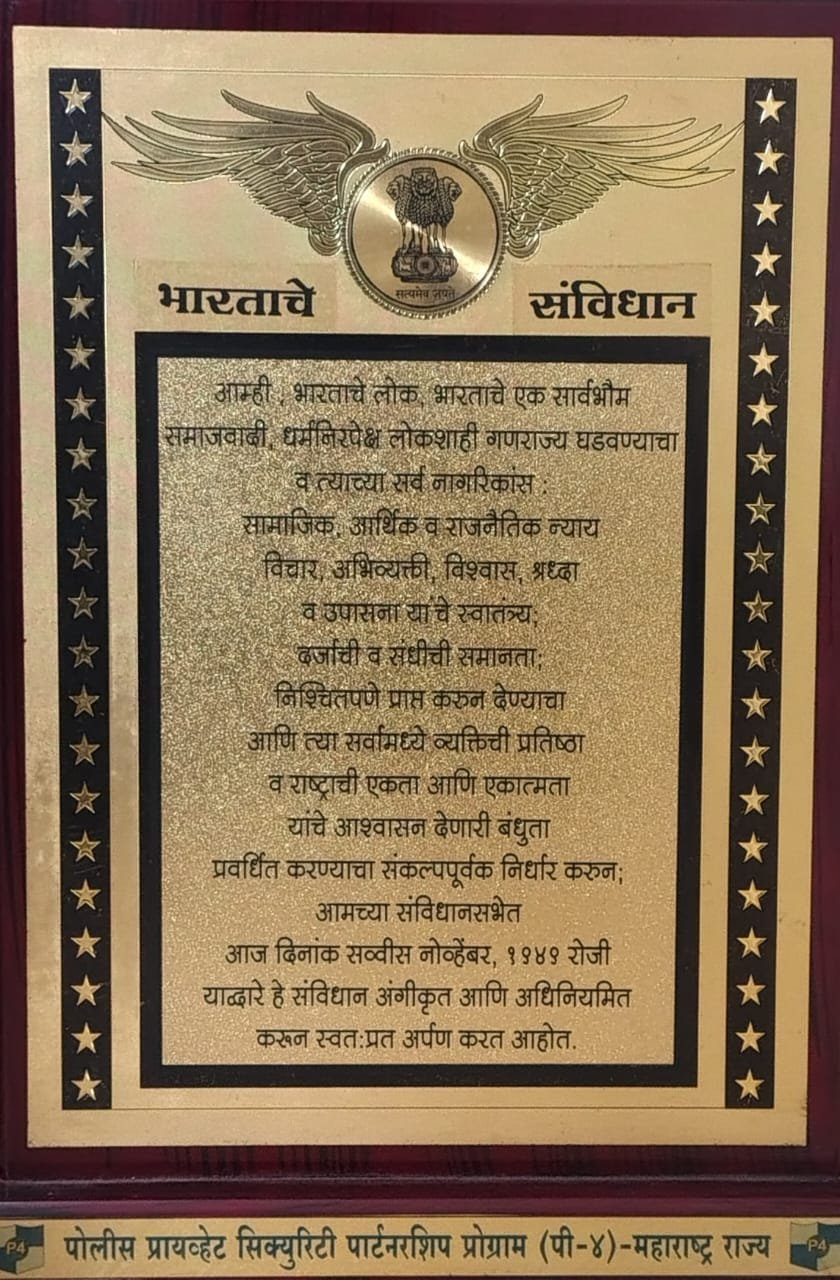 सत्यमेव जयते
भारताचे संविधान
आम्ही , भारताचे लोक, भारताचे एक सार्वभौम
समाजवादी, धर्मनिरपेक्ष लोकशाही गणराज्य घडवण्याचा
व त्याच्या सर्व नागरिकांस :
सामाजिक, आर्थिक व राजनैतिक न्याय
विचार, अभिव्यक्ती, विश्वास, श्रध्दा
व उपासना यांचे स्वातंत्र्य;
दर्जाची व संधीची समानता;
निश्चितपणे प्राप्त करुन देण्याचा
आणि त्या सर्वामध्ये व्यक्तिची प्रतिष्ठा
व राष्ट्राची एकता आणि एकात्मता
यांचे आश्वासन देणारी बंधुता
प्रवर्धित करण्याचा संकल्पपूर्वक निर्धार करुन;
आमच्या संविधानसभेत
आज दिनांक सव्वीस नोव्हेंबर, १९४९ रोजी
याद्वारे हे संविधान अंगीकृत आणि अधिनियमित
करून स्वत:प्रत अर्पण करत आहोत.
P4 पोलीस प्रायव्हेट सिक्युरिटी पार्टनरशिप प्रोग्राम (पी-४)-महाराष्ट्र राज्य P4